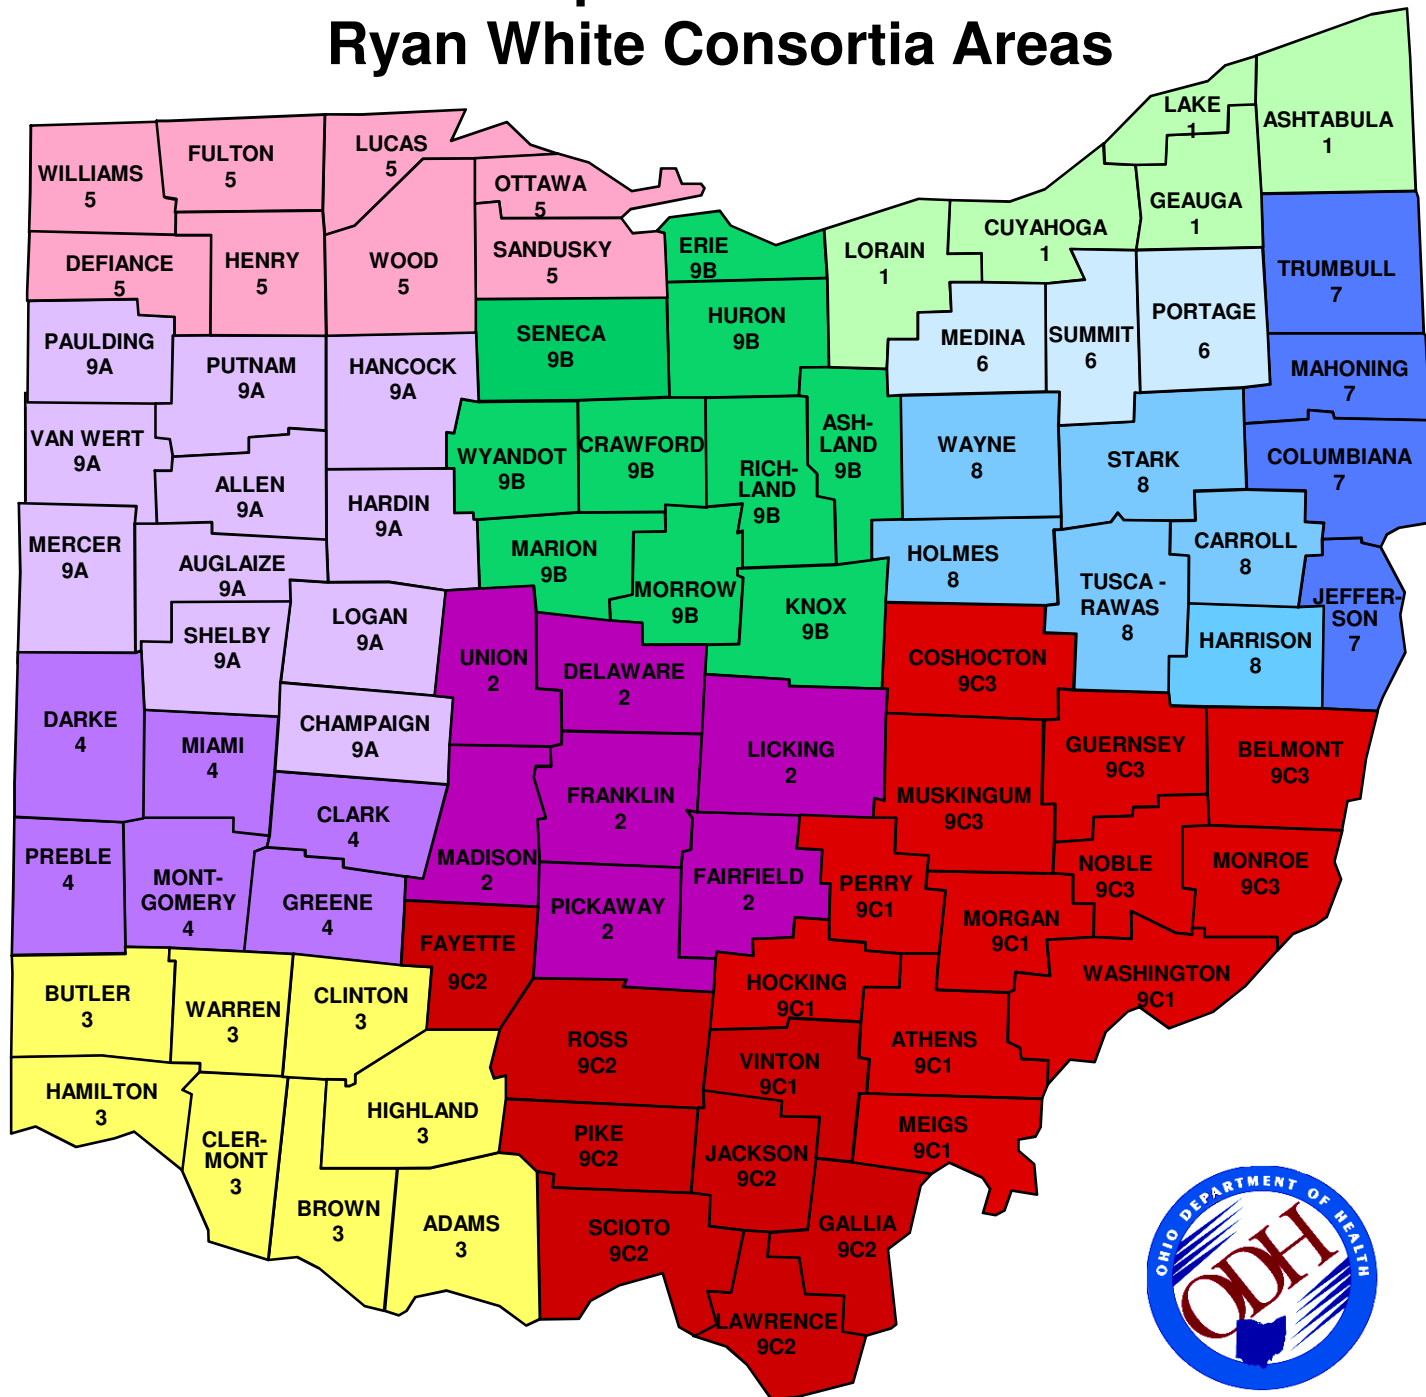 Ryan White Consortia Areas
LAKE
1
ASHTABULA
1
LUCAS
5
FULTON
5
WILLIAMS
5
OTTAWA
5
GEAUGA
1
CUYAHOGA
1
LORAIN
1
ERIE
9B
SANDUSKY
5
WOOD
5
HENRY
5
DEFIANCE
5
TRUMBULL
7
PORTAGE
6
SUMMIT
6
MEDINA
6
HURON
9B
SENECA
9B
PAULDING
9A
PUTNAM
9A
HANCOCK
9A
MAHONING
7
VAN WERT
9A
WYANDOT
9B
CRAWFORD
9B
RICH-
LAND
9B
ASH-
LAND
9B
WAYNE
8
STARK
8
COLUMBIANA
7
ALLEN
9A
HARDIN
9A
MERCER
9A
AUGLAIZE
9A
MARION
9B
MORROW
9B
KNOX
9B
HOLMES
8
TUSCA -
RAWAS
8
CARROLL
8
JEFFER-
SON
7
HARRISON
8
SHELBY
9A
LOGAN
9A
UNION
2
DELAWARE
2
COSHOCTON
9C3
DARKE
4
MIAMI
4
CHAMPAIGN
9A
LICKING
2
GUERNSEY
9C3
BELMONT
9C3
CLARK
4
FRANKLIN
2
MUSKINGUM
9C3
PREBLE
4
MONT-
GOMERY
4
GREENE
4
MADISON
2
PICKAWAY
2
FAIRFIELD
2
PERRY
9C1
MORGAN
9C1
NOBLE
9C3
MONROE
9C3
FAYETTE
9C2
HOCKING
9C1
WASHINGTON
9C1
BUTLER
3
WARREN
3
CLINTON
3
ROSS
9C2
VINTON
9C1
ATHENS
9C1
HAMILTON
3
CLER-
MONT
3
HIGHLAND
3
PIKE
9C2
JACKSON
9C2
MEIGS
9C1
BROWN
3
ADAMS
3
SCIOTO
9C2
GALLIA
9C2
LAWRENCE
9C2
OHIO DEPARTMENT OF HEALTH
ODH